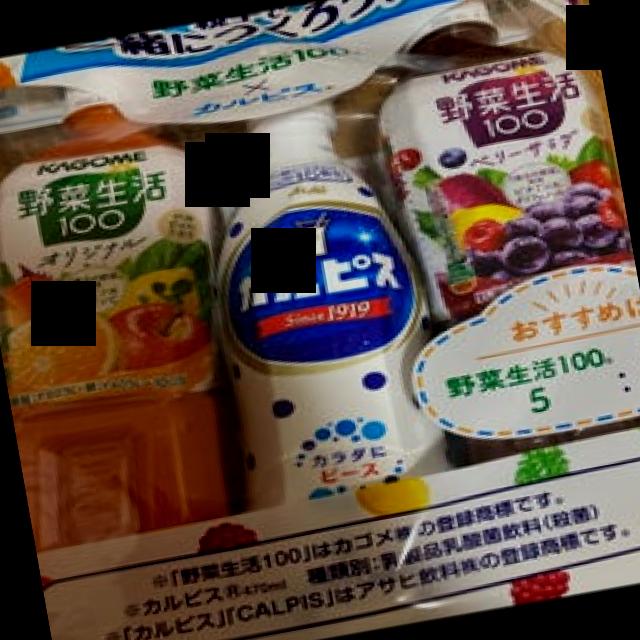 一緒につくろう
野菜生活100
×
カルピス
KAGOME
野菜生活
100
オリジナル
カルピス
Since 1919
カラダに
ピース
KAGOME
野菜生活
100
ベリーサラダ
おすすめ
野菜生活100
5
※「野菜生活100」はカゴメ㈱の登録商標です。
※カルピス 種類別:乳製品乳酸菌飲料(殺菌)
※「カルピス」「CALPIS」はアサヒ飲料㈱の登録商標です。